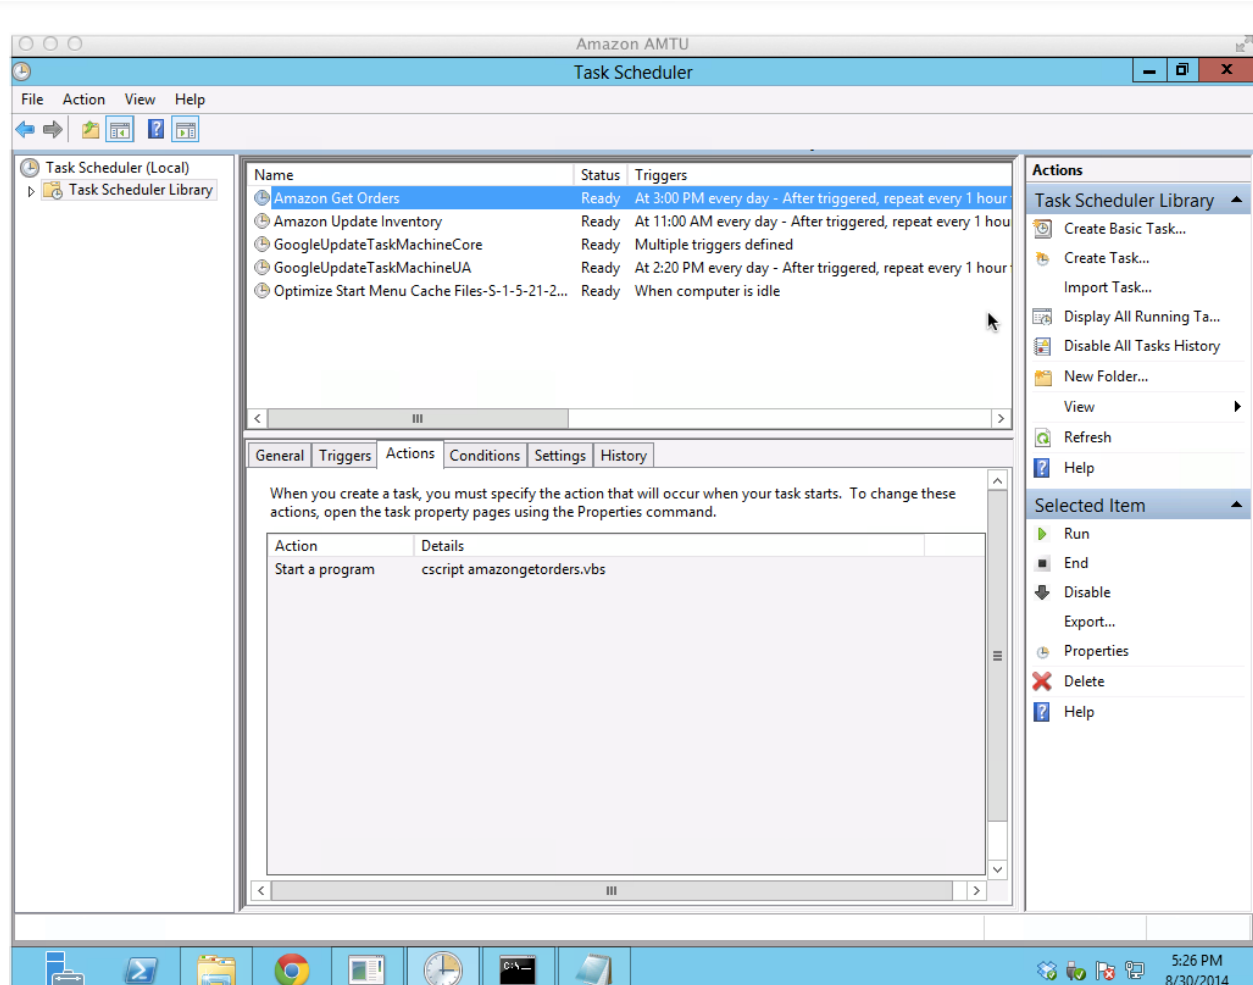 Amazon AMTU
Task Scheduler
File Action View Help
Task Scheduler (Local)
Task Scheduler Library
Name Status Triggers
Amazon Get Orders Ready At 3:00 PM every day - After triggered, repeat every 1 hour
Amazon Update Inventory Ready At 11:00 AM every day - After triggered, repeat every 1 hou
GoogleUpdateTaskMachineCore Ready Multiple triggers defined
GoogleUpdateTaskMachineUA Ready At 2:20 PM every day - After triggered, repeat every 1 hour
Optimize Start Menu Cache Files-S-1-5-21-2... Ready When computer is idle
General Triggers Actions Conditions Settings History
When you create a task, you must specify the action that will occur when your task starts. To change these
actions, open the task property pages using the Properties command.
Action Details
Start a program cscript amazongetorders.vbs
Actions
Task Scheduler Library
Create Basic Task...
Create Task...
Import Task...
Display All Running Ta...
Disable All Tasks History
New Folder...
View
Refresh
Help
Selected Item
Run
End
Disable
Export...
Properties
Delete
Help
5:26 PM
8/30/2014